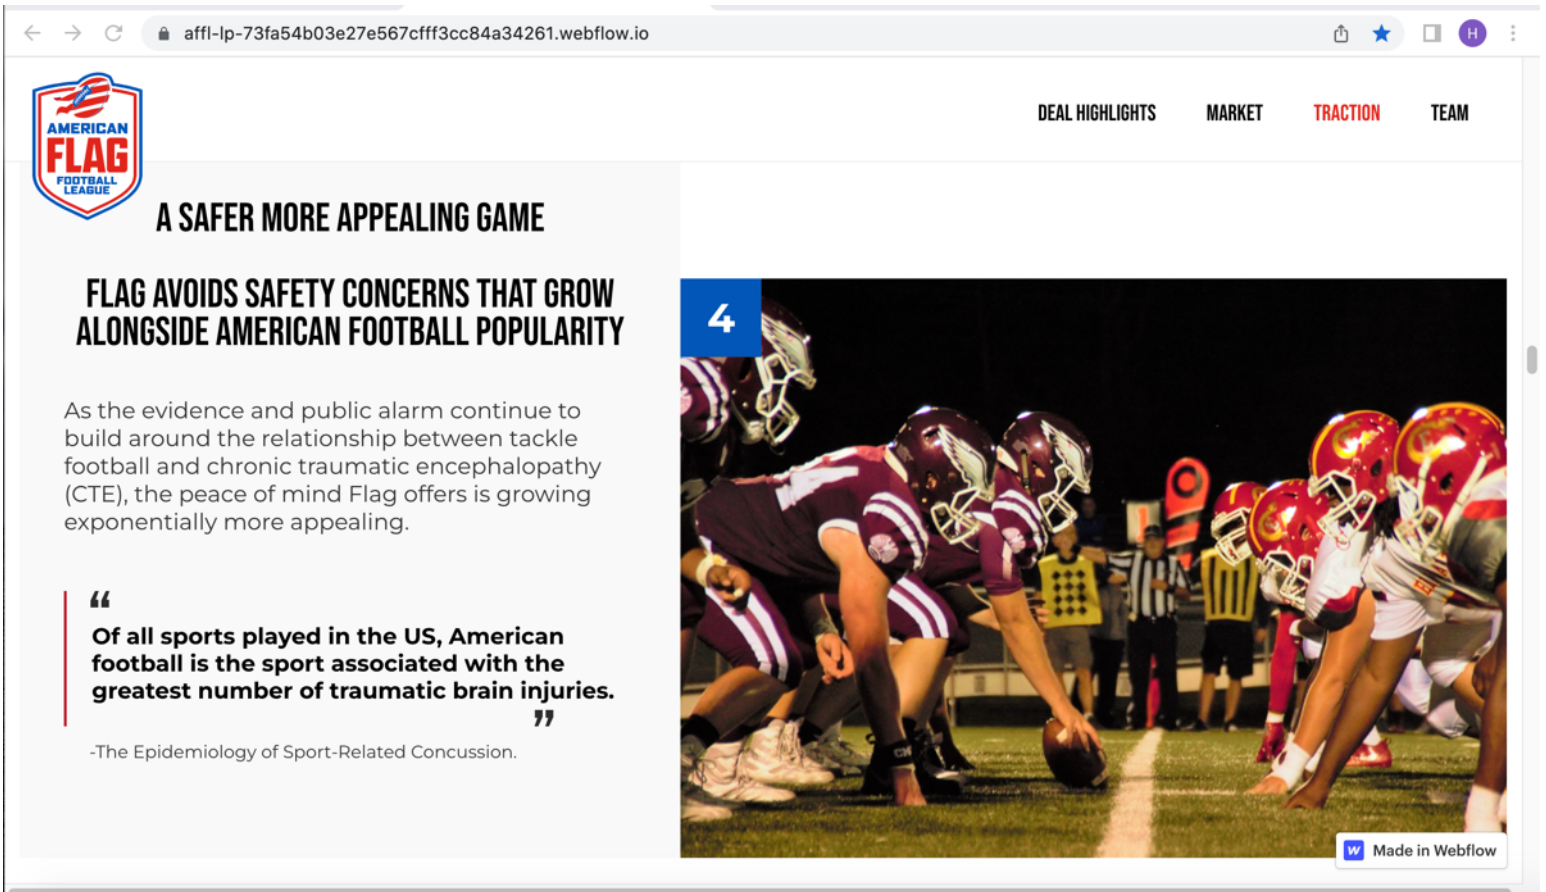 affl-lp-73fa54b03e27e567cfff3cc84a34261.webflow.io
H
AMERICAN
FLAG
FOOTBALL
LEAGUE
DEAL HIGHLIGHTS
MARKET
TRACTION
TEAM
A SAFER MORE APPEALING GAME
FLAG AVOIDS SAFETY CONCERNS THAT GROW
ALONGSIDE AMERICAN FOOTBALL POPULARITY
As the evidence and public alarm continue to
build around the relationship between tackle
football and chronic traumatic encephalopathy
(CTE), the peace of mind Flag offers is growing
exponentially more appealing.
“
Of all sports played in the US, American
football is the sport associated with the
greatest number of traumatic brain injuries.
”
-The Epidemiology of Sport-Related Concussion.
4
W Made in Webflow